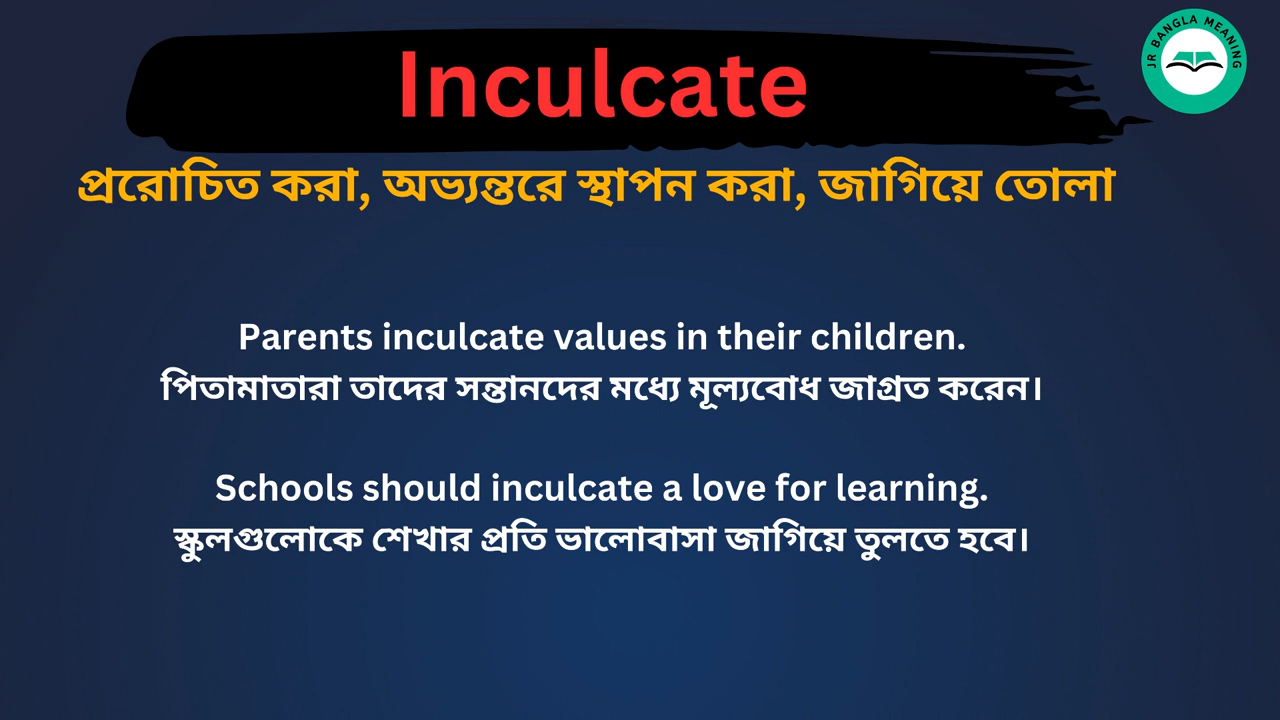 JR BANGLA MEANING
Inculcate
প্ররোচিত করা, অভ্যন্তরে স্থাপন করা, জাগিয়ে তোলা
Parents inculcate values in their children.
পিতামাতারা তাদের সন্তানদের মধ্যে মূল্যবোধ জাগ্রত করেন।
Schools should inculcate a love for learning.
স্কুলগুলোকে শেখার প্রতি ভালোবাসা জাগিয়ে তুলতে হবে।